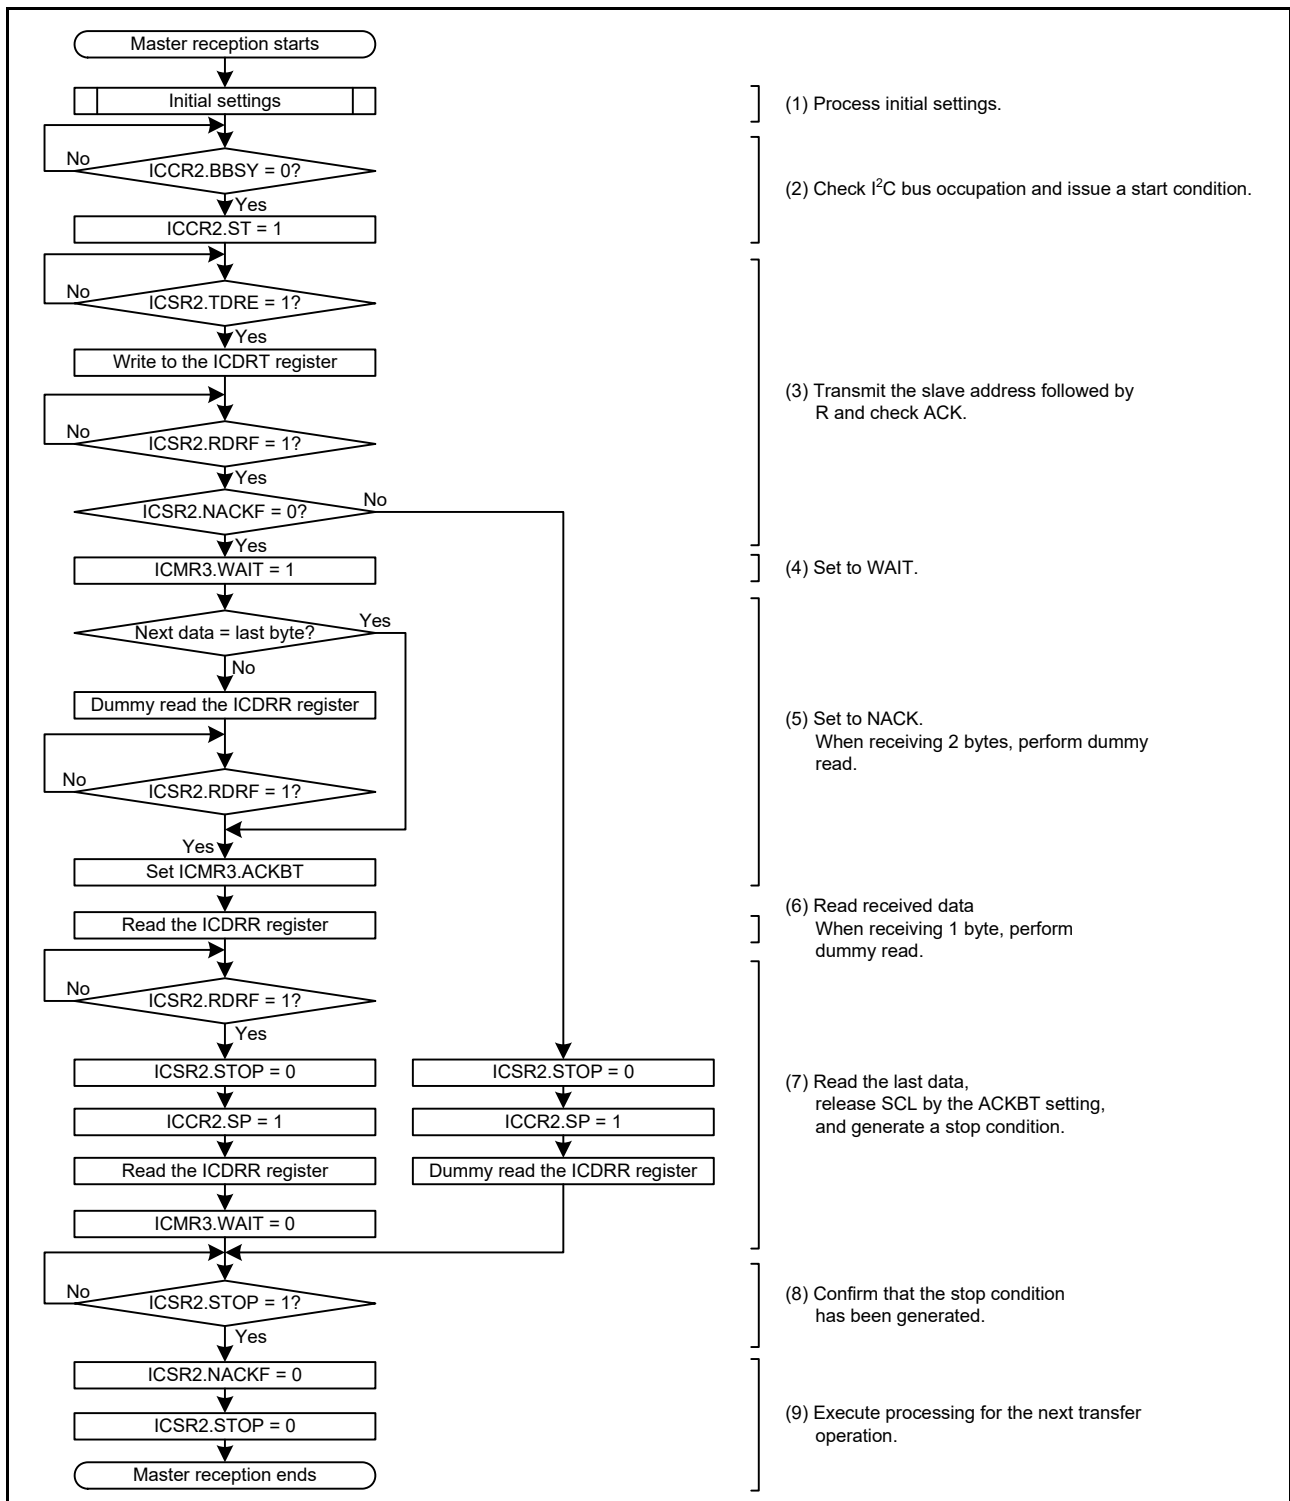 Master reception starts
Initial settings
(1) Process initial settings.
No
ICCR2.BBSY = 0?
Yes
(2) Check I²C bus occupation and issue a start condition.
ICCR2.ST = 1
No
ICSR2.TDRE = 1?
Yes
Write to the ICDRT register
(3) Transmit the slave address followed by
R and check ACK.
No
ICSR2.RDRF = 1?
Yes
ICSR2.NACKF = 0?
No
Yes
ICMR3.WAIT = 1
(4) Set to WAIT.
Next data = last byte?
Yes
No
Dummy read the ICDRR register
(5) Set to NACK.
When receiving 2 bytes, perform dummy
read.
No
ICSR2.RDRF = 1?
Yes
Set ICMR3.ACKBT
Read the ICDRR register
(6) Read received data
When receiving 1 byte, perform
dummy read.
No
ICSR2.RDRF = 1?
Yes
ICSR2.STOP = 0
ICCR2.SP = 1
Read the ICDRR register
ICMR3.WAIT = 0
ICSR2.STOP = 0
ICCR2.SP = 1
Dummy read the ICDRR register
(7) Read the last data,
release SCL by the ACKBT setting,
and generate a stop condition.
No
ICSR2.STOP = 1?
Yes
(8) Confirm that the stop condition
has been generated.
ICSR2.NACKF = 0
ICSR2.STOP = 0
(9) Execute processing for the next transfer
operation.
Master reception ends